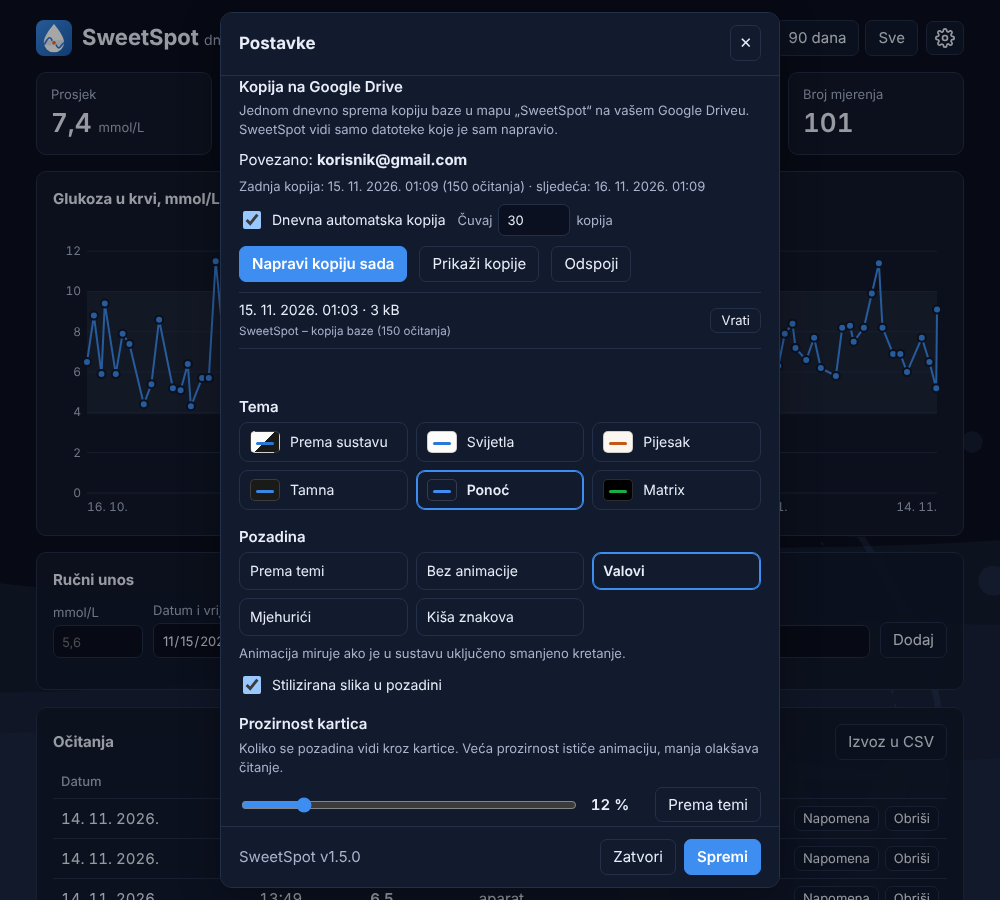 SweetSpot
Postavke
×
90 dana
Sve
Prosjek
7,4 mmol/L
Broj mjerenja
101
Kopija na Google Drive
Jednom dnevno sprema kopiju baze u mapu „SweetSpot“ na vašem Google Driveu.
SweetSpot vidi samo datoteke koje je sam napravio.
Povezano: korisnik@gmail.com
Zadnja kopija: 15. 11. 2026. 01:09 (150 očitanja) · sljedeća: 16. 11. 2026. 01:09
Dnevna automatska kopija
Čuvaj
30
kopija
Napravi kopiju sada
Prikaži kopije
Odspoji
15. 11. 2026. 01:03 · 3 kB
SweetSpot – kopija baze (150 očitanja)
Vrati
Glukoza u krvi, mmol/L
12
10
8
6
4
2
0
16. 10.
14. 11.
Tema
Prema sustavu
Svijetla
Pijesak
Tamna
Ponoć
Matrix
Pozadina
Prema temi
Bez animacije
Valovi
Mjehurići
Kiša znakova
Animacija miruje ako je u sustavu uključeno smanjeno kretanje.
Stilizirana slika u pozadini
Prozirnost kartica
Koliko se pozadina vidi kroz kartice. Veća prozirnost ističe animaciju, manja olakšava
čitanje.
12 %
Prema temi
SweetSpot v1.5.0
Zatvori
Spremi
Ručni unos
mmol/L
Datum i
5,6
11/15/202
Dodaj
Očitanja
Izvoz u CSV
Datum
14. 11. 2026.
Napomena
Obriši
14. 11. 2026.
Napomena
Obriši
14. 11. 2026.
13:49
6,5
aparat
Napomena
Obriši